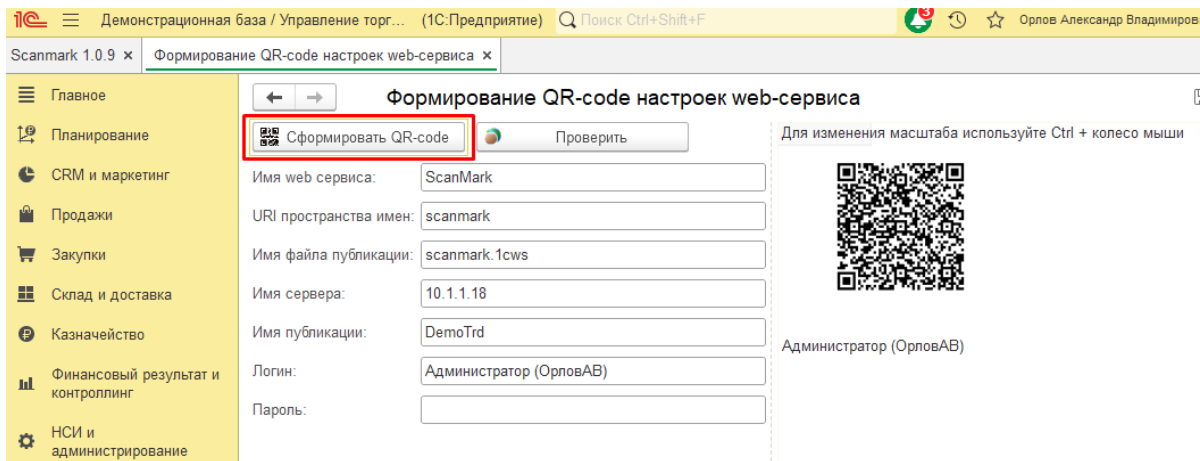 1С Демонстрационная база / Управление торг... (1С:Предприятие) Поиск Ctrl+Shift+F 3 Орлов Александр Владимиров
Scanmark 1.0.9 × Формирование QR-code настроек web-сервиса ×
Главное
Планирование
CRM и маркетинг
Продажи
Закупки
Склад и доставка
Казначейство
Финансовый результат и
контроллинг
НСИ и
администрирование
Формирование QR-code настроек web-сервиса
Сформировать QR-code Проверить
Имя web сервиса: ScanMark
URI пространства имен: scanmark
Имя файла публикации: scanmark.1cws
Имя сервера: 10.1.1.18
Имя публикации: DemoTrd
Логин: Администратор (ОрловАВ)
Пароль:
Для изменения масштаба используйте Ctrl + колесо мыши
Администратор (ОрловАВ)